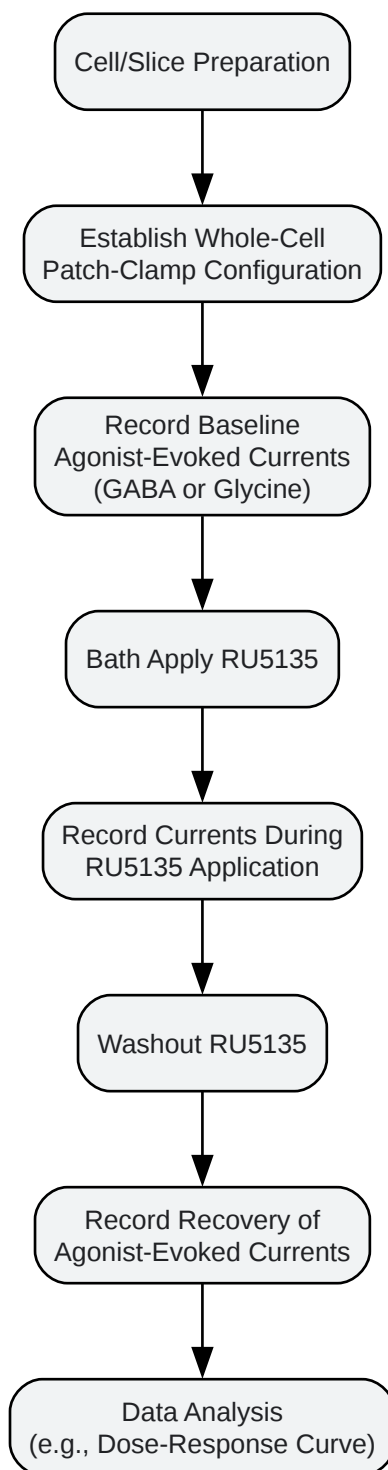 Cell/Slice Preparation
Establish Whole-Cell
Patch-Clamp Configuration
Record Baseline
Agonist-Evoked Currents
(GABA or Glycine)
Bath Apply RU5135
Record Currents During
RU5135 Application
Washout RU5135
Record Recovery of
Agonist-Evoked Currents
Data Analysis
(e.g., Dose-Response Curve)